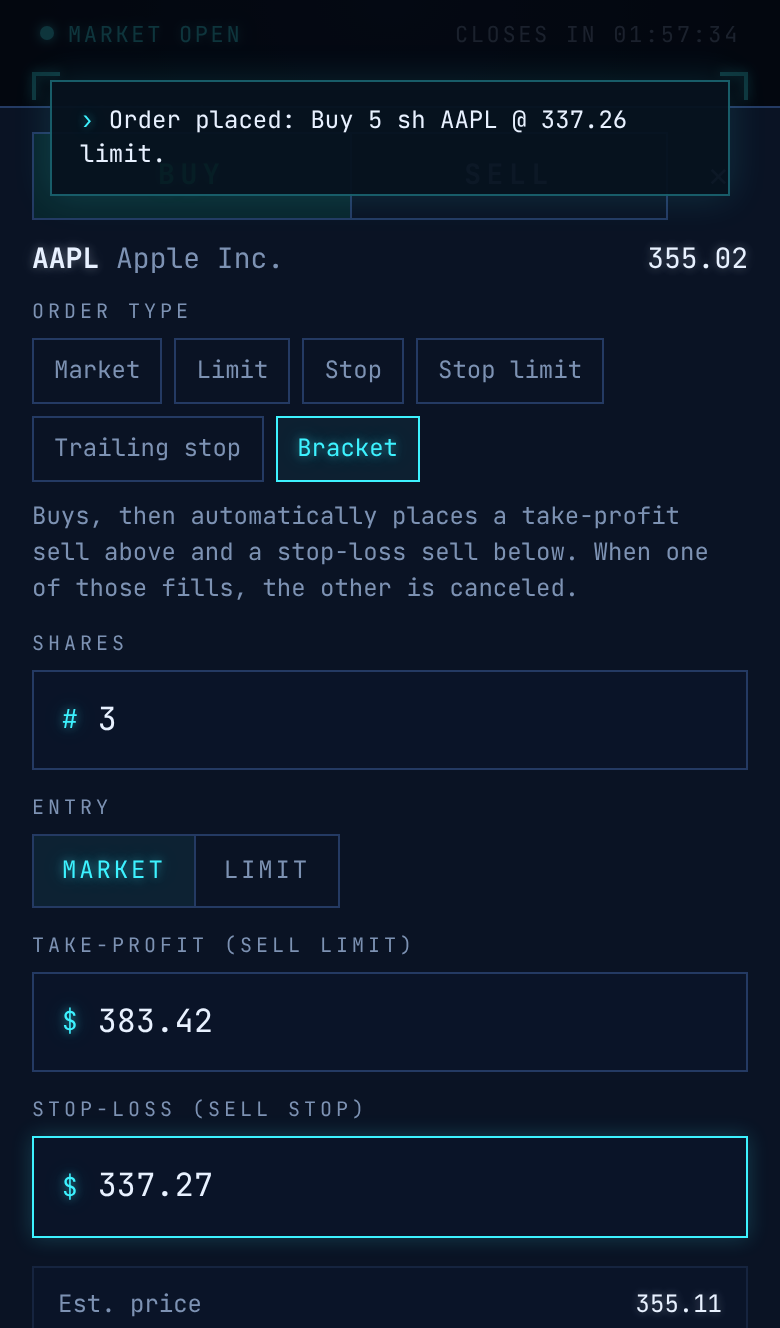 MARKET OPEN
CLOSES IN 01:57:34
› Order placed: Buy 5 sh AAPL @ 337.26
limit.
BUY
SELL
×
AAPL Apple Inc.
355.02
ORDER TYPE
Market
Limit
Stop
Stop limit
Trailing stop
Bracket
Buys, then automatically places a take-profit
sell above and a stop-loss sell below. When one
of those fills, the other is canceled.
SHARES
# 3
ENTRY
MARKET
LIMIT
TAKE-PROFIT (SELL LIMIT)
$ 383.42
STOP-LOSS (SELL STOP)
$ 337.27
Est. price
355.11